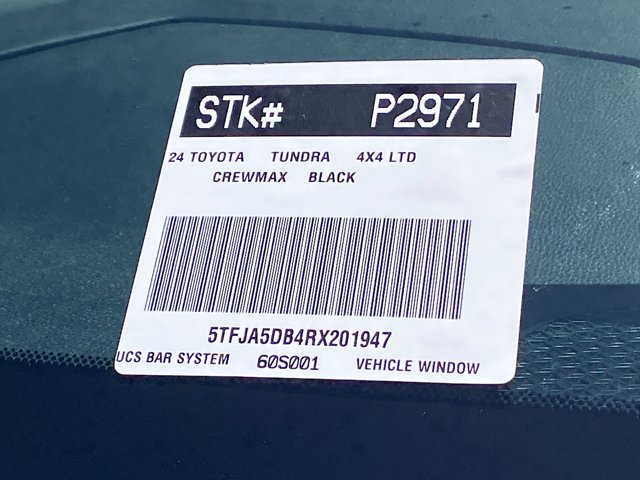 STK# P2971
24 TOYOTA TUNDRA 4X4 LTD
CREWMAX BLACK
5TFJA5DB4RX201947
UCS BAR SYSTEM 60S001 VEHICLE WINDOW